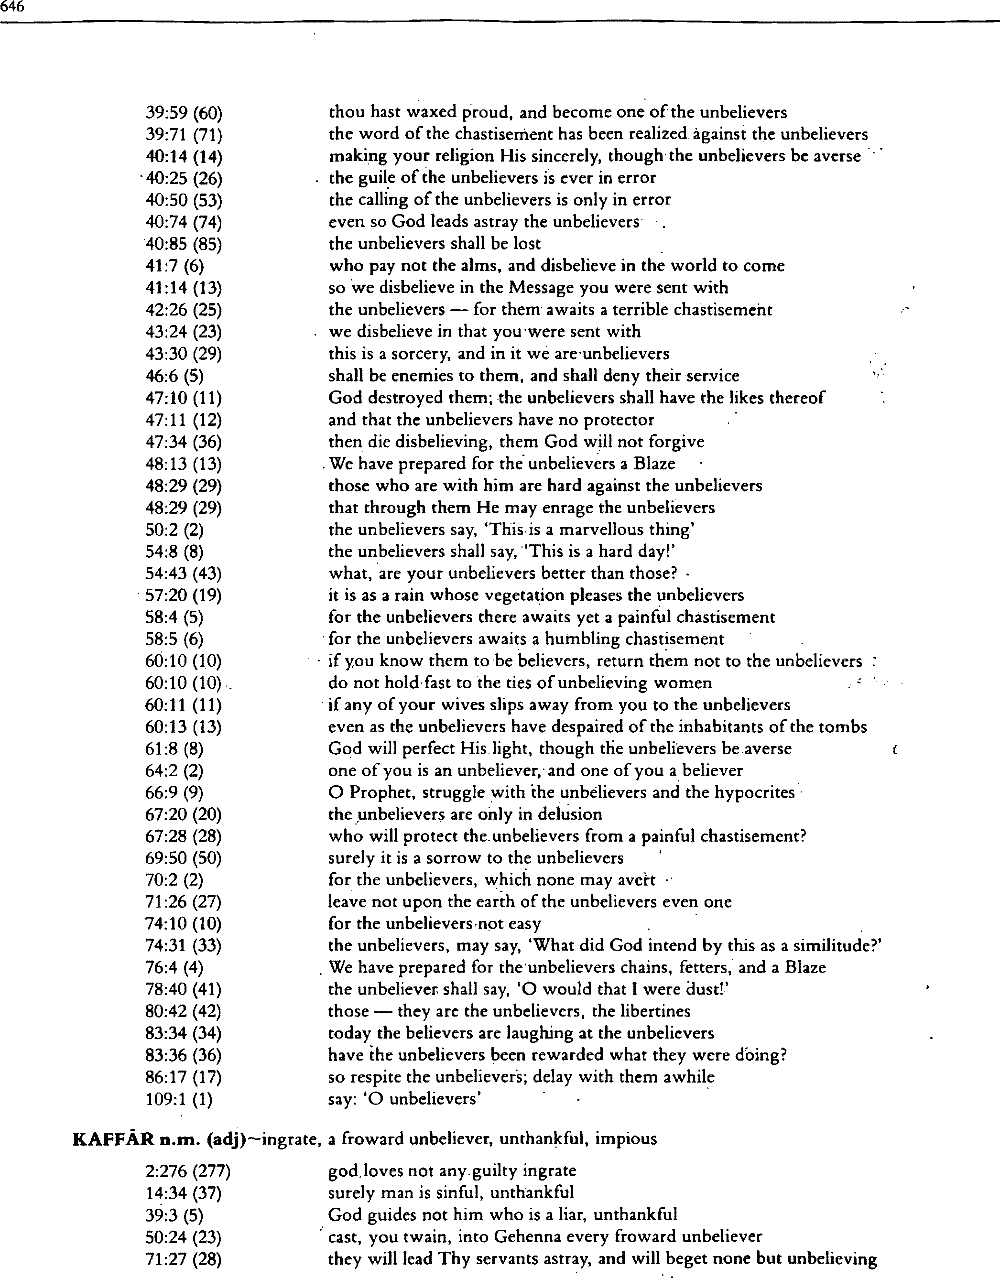 646
39:59 (60) thou hast waxed proud, and become one of the unbelievers
39:71 (71) the word of the chastisement has been realized against the unbelievers
40:14 (14) making your religion His sincerely, though the unbelievers be averse
40:25 (26) the guile of the unbelievers is ever in error
40:50 (53) the calling of the unbelievers is only in error
40:74 (74) even so God leads astray the unbelievers
40:85 (85) the unbelievers shall be lost
41:7 (6) who pay not the alms, and disbelieve in the world to come
41:14 (13) so we disbelieve in the Message you were sent with
42:26 (25) the unbelievers — for them awaits a terrible chastisement
43:24 (23) we disbelieve in that you were sent with
43:30 (29) this is a sorcery, and in it we are unbelievers
46:6 (5) shall be enemies to them, and shall deny their service
47:10 (11) God destroyed them; the unbelievers shall have the likes thereof
47:11 (12) and that the unbelievers have no protector
47:34 (36) then die disbelieving, them God will not forgive
48:13 (13) We have prepared for the unbelievers a Blaze
48:29 (29) those who are with him are hard against the unbelievers
48:29 (29) that through them He may enrage the unbelievers
50:2 (2) the unbelievers say, ‘This is a marvellous thing’
54:8 (8) the unbelievers shall say, ‘This is a hard day!’
54:43 (43) what, are your unbelievers better than those?
57:20 (19) it is as a rain whose vegetation pleases the unbelievers
58:4 (5) for the unbelievers there awaits yet a painful chastisement
58:5 (6) for the unbelievers awaits a humbling chastisement
60:10 (10) if you know them to be believers, return them not to the unbelievers
60:10 (10) do not hold fast to the ties of unbelieving women
60:11 (11) if any of your wives slips away from you to the unbelievers
60:13 (13) even as the unbelievers have despaired of the inhabitants of the tombs
61:8 (8) God will perfect His light, though the unbelievers be averse
64:2 (2) one of you is an unbeliever, and one of you a believer
66:9 (9) O Prophet, struggle with the unbelievers and the hypocrites
67:20 (20) the unbelievers are only in delusion
67:28 (28) who will protect the unbelievers from a painful chastisement?
69:50 (50) surely it is a sorrow to the unbelievers
70:2 (2) for the unbelievers, which none may avert
71:26 (27) leave not upon the earth of the unbelievers even one
74:10 (10) for the unbelievers not easy
74:31 (33) the unbelievers, may say, ‘What did God intend by this as a similitude?’
76:4 (4) We have prepared for the unbelievers chains, fetters, and a Blaze
78:40 (41) the unbeliever shall say, ‘O would that I were dust!’
80:42 (42) those — they are the unbelievers, the libertines
83:34 (34) today the believers are laughing at the unbelievers
83:36 (36) have the unbelievers been rewarded what they were doing?
86:17 (17) so respite the unbelievers; delay with them awhile
109:1 (1) say: ‘O unbelievers’
KAFFĀR n.m. (adj)~ingrate, a froward unbeliever, unthankful, impious
2:276 (277) god loves not any guilty ingrate
14:34 (37) surely man is sinful, unthankful
39:3 (5) God guides not him who is a liar, unthankful
50:24 (23) cast, you twain, into Gehenna every froward unbeliever
71:27 (28) they will lead Thy servants astray, and will beget none but unbelieving